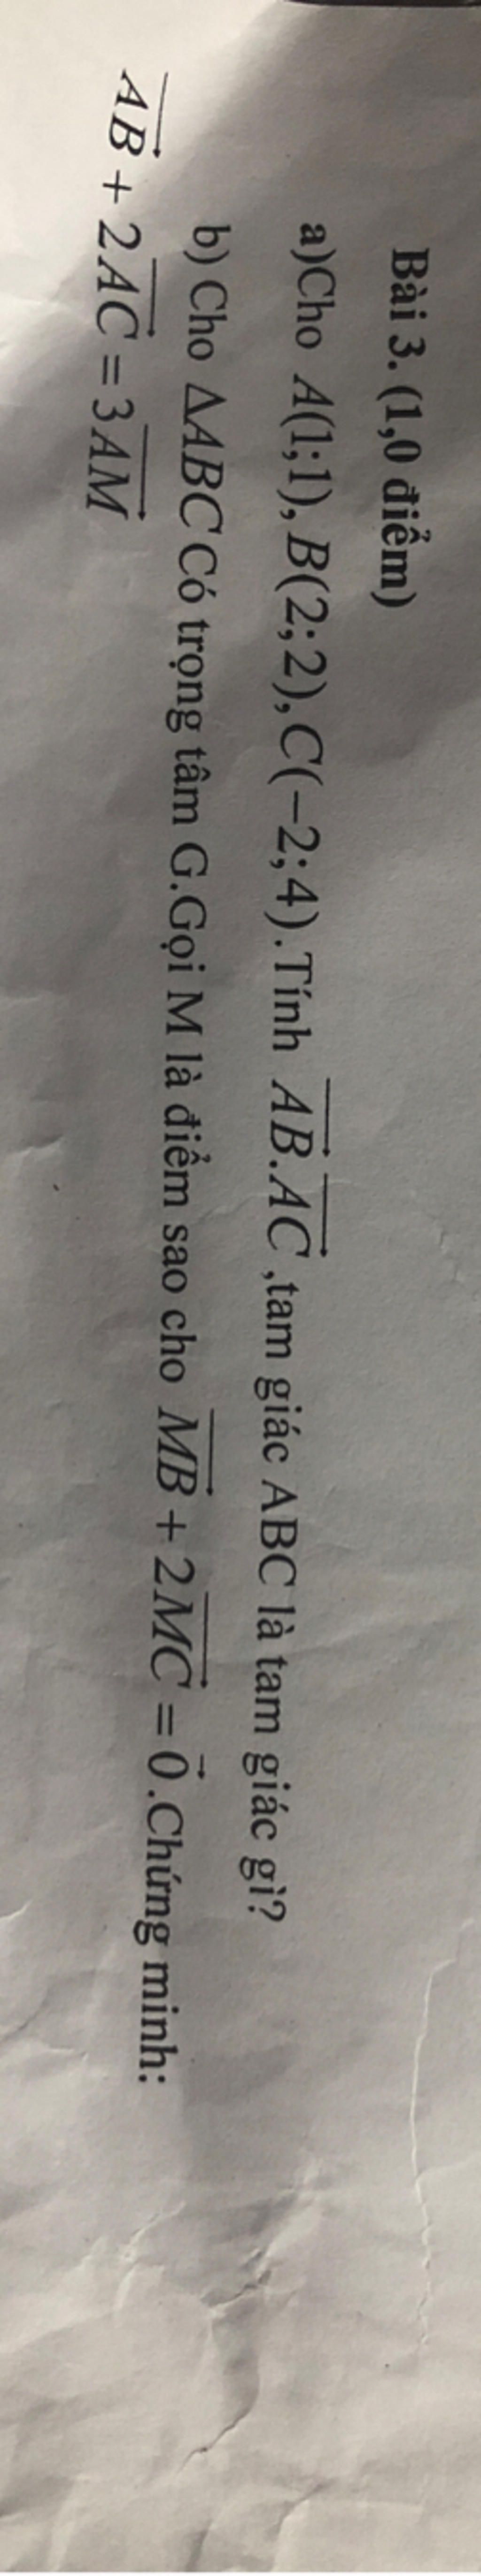 Bài 3. (1,0 điểm)
a)Cho A(1;1), B(2;2), C(−2;4).Tính $\overrightarrow{AB}.\overrightarrow{AC}$ ,tam giác ABC là tam giác gì?
b) Cho ΔABC Có trọng tâm G.Gọi M là điểm sao cho $\overrightarrow{MB} + 2\overrightarrow{MC} = \vec{0}$.Chứng minh:
$\overrightarrow{AB} + 2\overrightarrow{AC} = 3\overrightarrow{AM}$